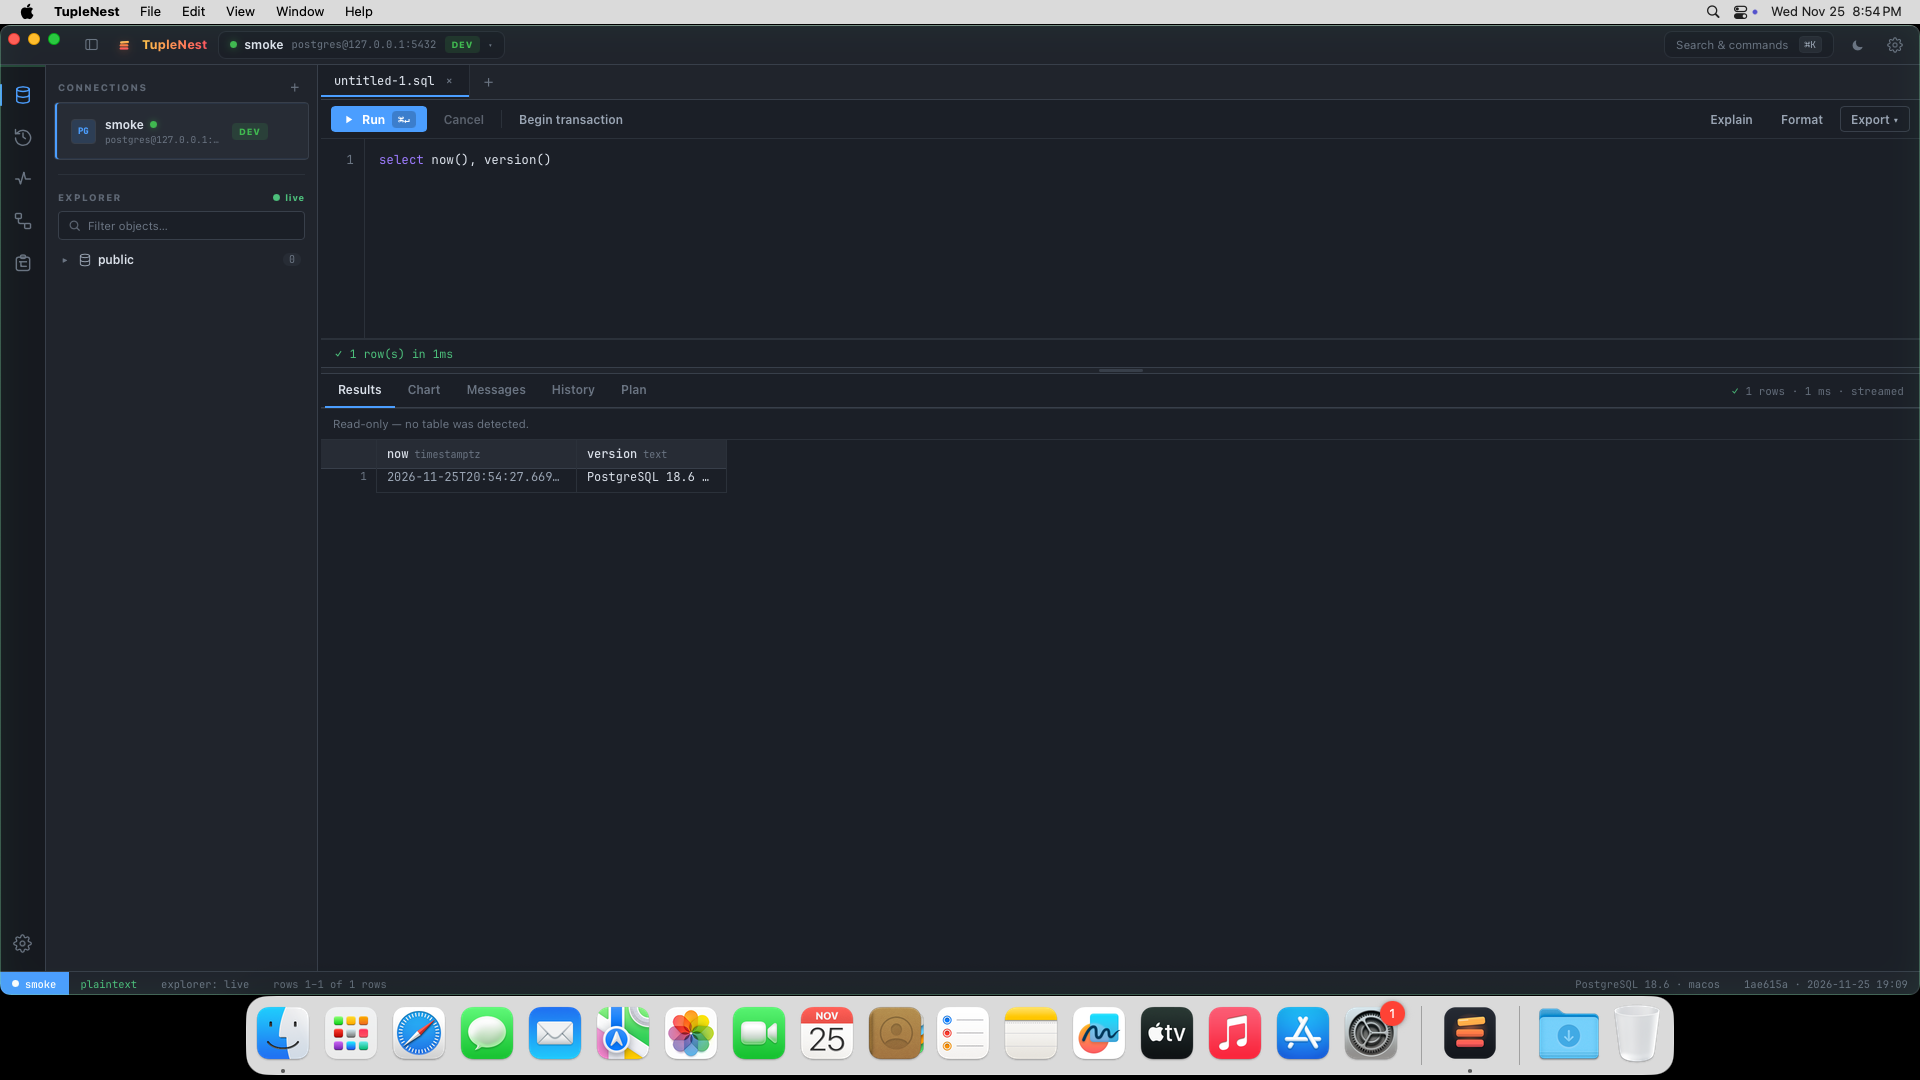 TupleNest File Edit View Window Help
Wed Nov 25 8:54 PM
TupleNest smoke postgres@127.0.0.1:5432 DEV
Search & commands ⌘K
CONNECTIONS +
PG smoke DEV
postgres@127.0.0.1:…
EXPLORER live
Filter objects...
public 0
untitled-1.sql × +
Run ⌘↵ Cancel Begin transaction
Explain Format Export
1 select now(), version()
✓ 1 row(s) in 1ms
Results Chart Messages History Plan
✓ 1 rows · 1 ms · streamed
Read-only — no table was detected.
now timestamptz version text
1 2026-11-25T20:54:27.669… PostgreSQL 18.6 …
smoke plaintext explorer: live rows 1-1 of 1 rows
PostgreSQL 18.6 · macos 1ae615a · 2026-11-25 19:09
NOV
25
tv
1